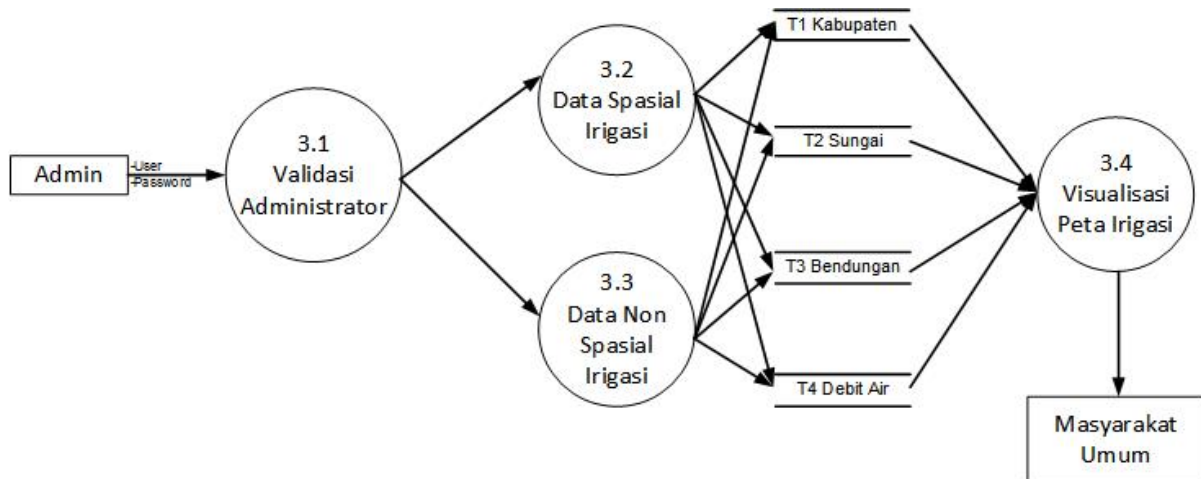 Admin
-User
-Password
3.1
Validasi
Administrator
3.2
Data Spasial
Irigasi
3.3
Data Non
Spasial
Irigasi
T1 Kabupaten
T2 Sungai
T3 Bendungan
T4 Debit Air
3.4
Visualisasi
Peta Irigasi
Masyarakat
Umum